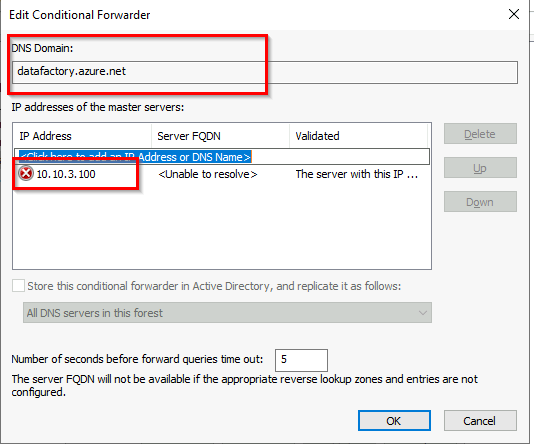 Edit Conditional Forwarder
DNS Domain:
datafactory.azure.net
IP addresses of the master servers:
IP Address Server FQDN Validated
<Click here to add an IP Address or DNS Name>
10.10.3.100 <Unable to resolve> The server with this IP ...
Delete
Up
Down
Store this conditional forwarder in Active Directory, and replicate it as follows:
All DNS servers in this forest
Number of seconds before forward queries time out: 5
The server FQDN will not be available if the appropriate reverse lookup zones and entries are not
configured.
OK Cancel